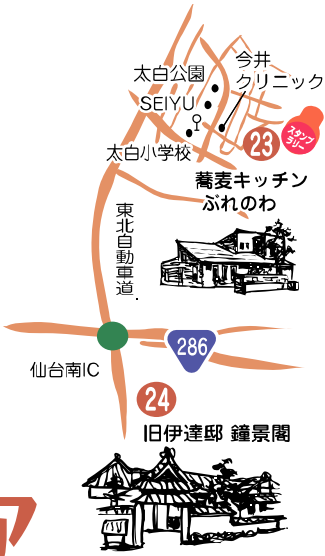 今井
クリニック
太白公園
SEIYU
太白小学校
23
スタンプ
ラリー
蕎麦キッチン
ぶれのわ
東北自動車道
286
仙台南IC
24
旧伊達邸 鐘景閣
ア